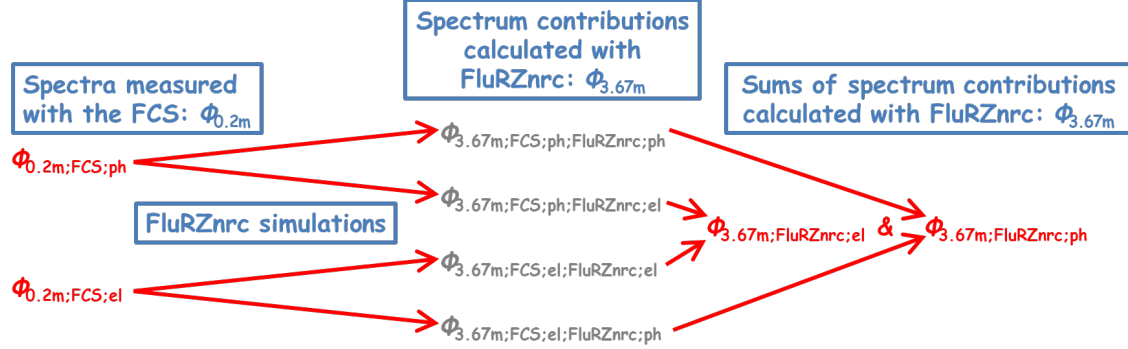 Spectrum contributions
calculated with
FluRZnrc: Φ3.67m
Spectra measured
with the FCS: Φ0.2m
Sums of spectrum contributions
calculated with FluRZnrc: Φ3.67m
Φ0.2m;FCS;ph
Φ3.67m;FCS;ph;FluRZnrc;ph
Φ3.67m;FCS;ph;FluRZnrc;el
FluRZnrc simulations
Φ3.67m;FluRZnrc;el & Φ3.67m;FluRZnrc;ph
Φ3.67m;FCS;el;FluRZnrc;el
Φ0.2m;FCS;el
Φ3.67m;FCS;el;FluRZnrc;ph